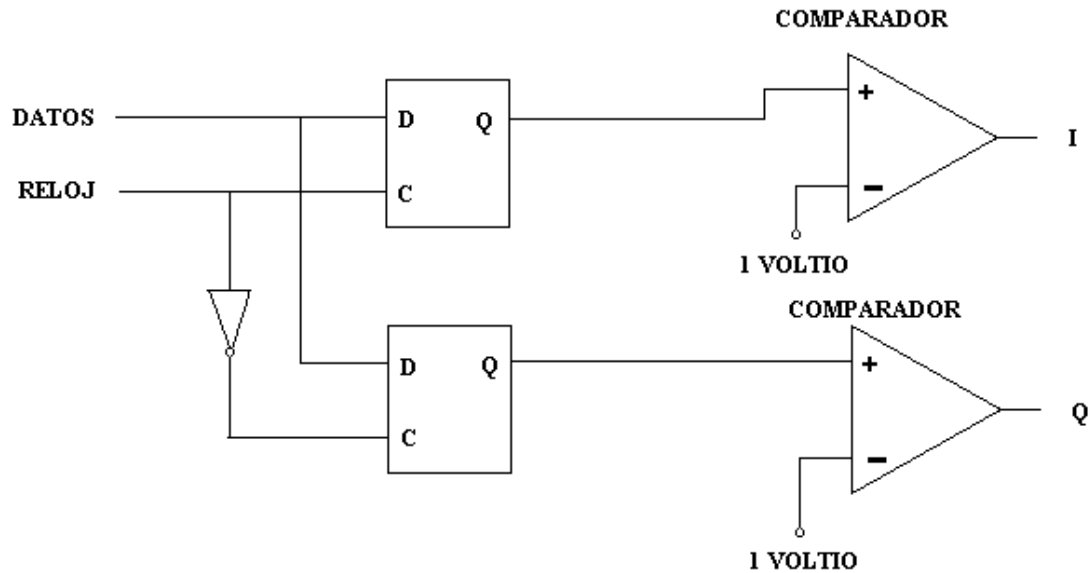 COMPARADOR
DATOS
D
Q
+
I
RELOJ
C
-
1 VOLTIO
COMPARADOR
D
Q
+
Q
C
-
1 VOLTIO